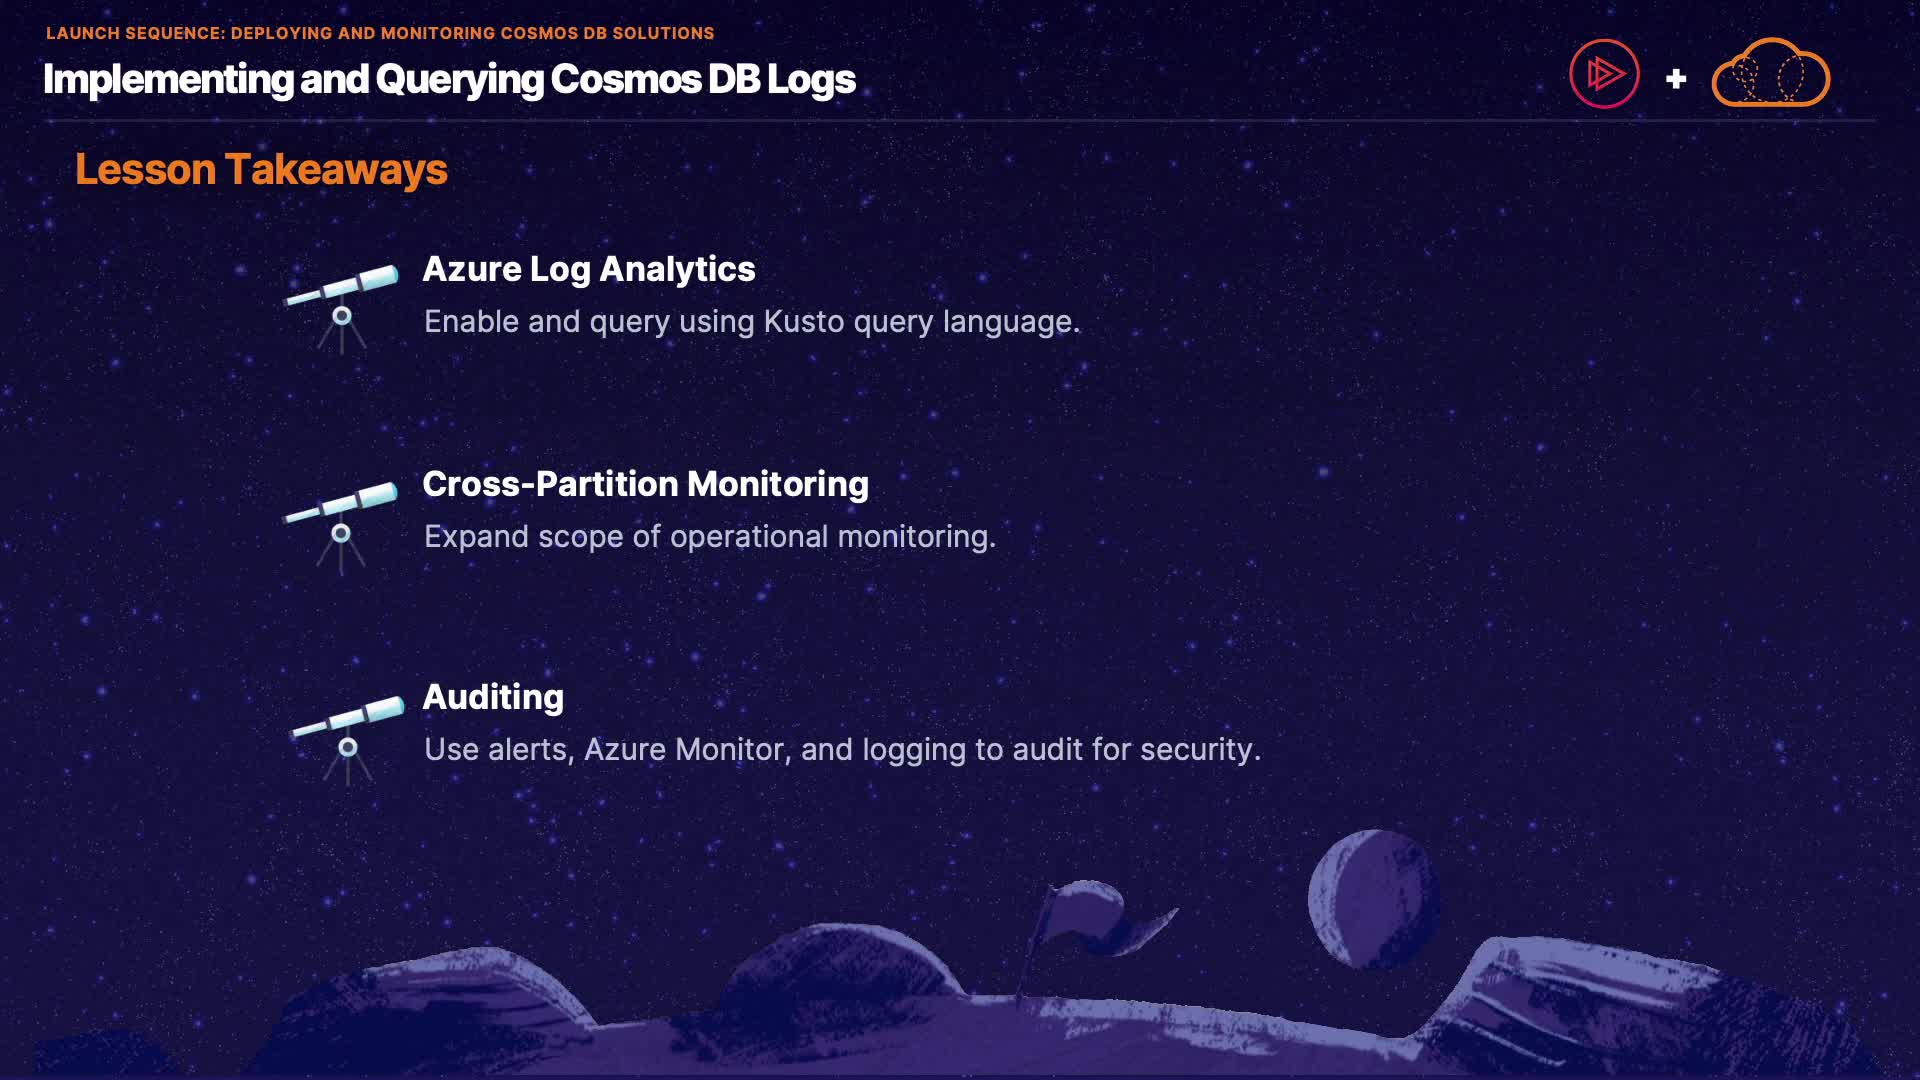 LAUNCH SEQUENCE: DEPLOYING AND MONITORING COSMOS DB SOLUTIONS
Implementing and Querying Cosmos DB Logs
+
Lesson Takeaways
Azure Log Analytics
Enable and query using Kusto query language.
Cross-Partition Monitoring
Expand scope of operational monitoring.
Auditing
Use alerts, Azure Monitor, and logging to audit for security.